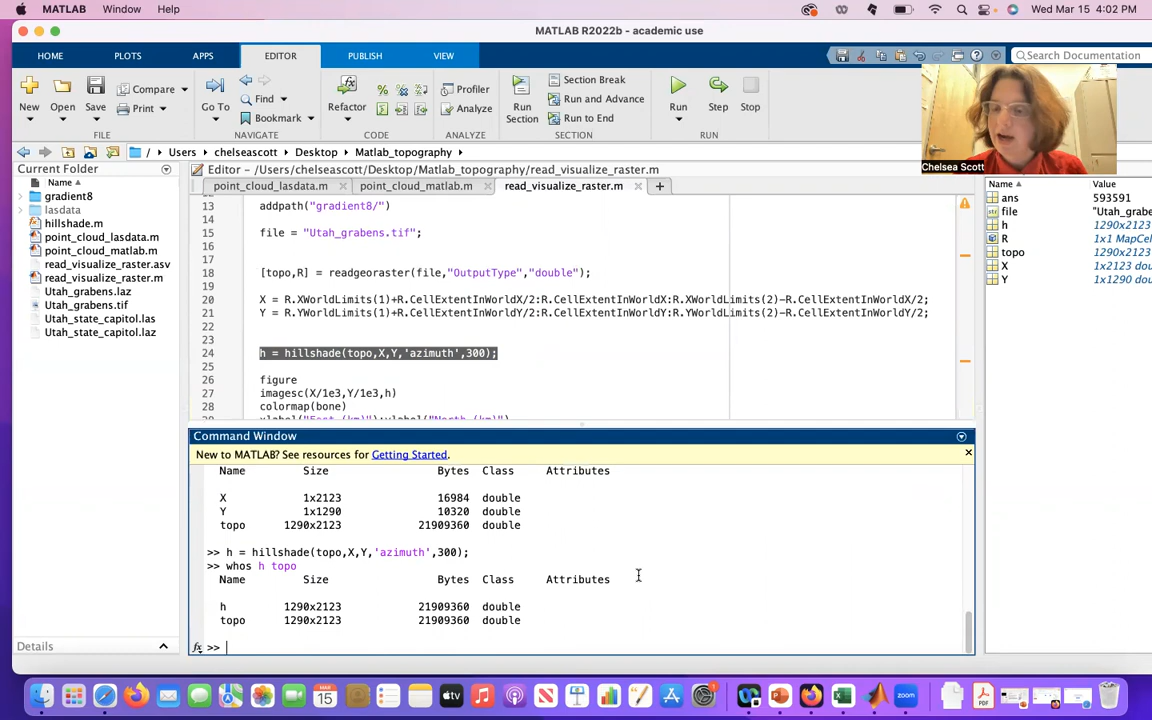 MATLAB Window Help Wed Mar 15 4:02 PM
MATLAB R2022b - academic use
HOME PLOTS APPS EDITOR PUBLISH VIEW Search Documentation
New Open Save Compare Print Go To Find Bookmark Refactor Profiler Analyze Run Section Section Break Run and Advance Run to End Run Step Stop
FILE NAVIGATE CODE ANALYZE SECTION RUN
Chelsea Scott
/ Users chelseascott Desktop Matlab_topography
Current Folder
Name
gradient8
lasdata
hillshade.m
point_cloud_lasdata.m
point_cloud_matlab.m
read_visualize_raster.asv
read_visualize_raster.m
Utah_grabens.laz
Utah_grabens.tif
Utah_state_capitol.las
Utah_state_capitol.laz
Details
Editor - /Users/chelseascott/Desktop/Matlab_topography/read_visualize_raster.m
point_cloud_lasdata.m point_cloud_matlab.m read_visualize_raster.m
13 addpath("gradient8/")
14
15 file = "Utah_grabens.tif";
16
17
18 [topo,R] = readgeoraster(file,"OutputType","double");
19
20 X = R.XWorldLimits(1)+R.CellExtentInWorldX/2:R.CellExtentInWorldX:R.XWorldLimits(2)-R.CellExtentInWorldX/2;
21 Y = R.YWorldLimits(1)+R.CellExtentInWorldY/2:R.CellExtentInWorldY:R.YWorldLimits(2)-R.CellExtentInWorldY/2;
22
23
24 h = hillshade(topo,X,Y,'azimuth',300);
25
26 figure
27 imagesc(X/1e3,Y/1e3,h)
28 colormap(bone)
Command Window
New to MATLAB? See resources for Getting Started.
Name Size Bytes Class Attributes
X 1x2123 16984 double
Y 1x1290 10320 double
topo 1290x2123 21909360 double
>> h = hillshade(topo,X,Y,'azimuth',300);
>> whos h topo
Name Size Bytes Class Attributes
h 1290x2123 21909360 double
topo 1290x2123 21909360 double
fx >>
Name Value
ans 593591
file "Utah_grabe
h 1290x2123
R 1x1 MapCel
topo 1290x2123
X 1x2123 dou
Y 1x1290 dou
MAR
15
tv
zoom